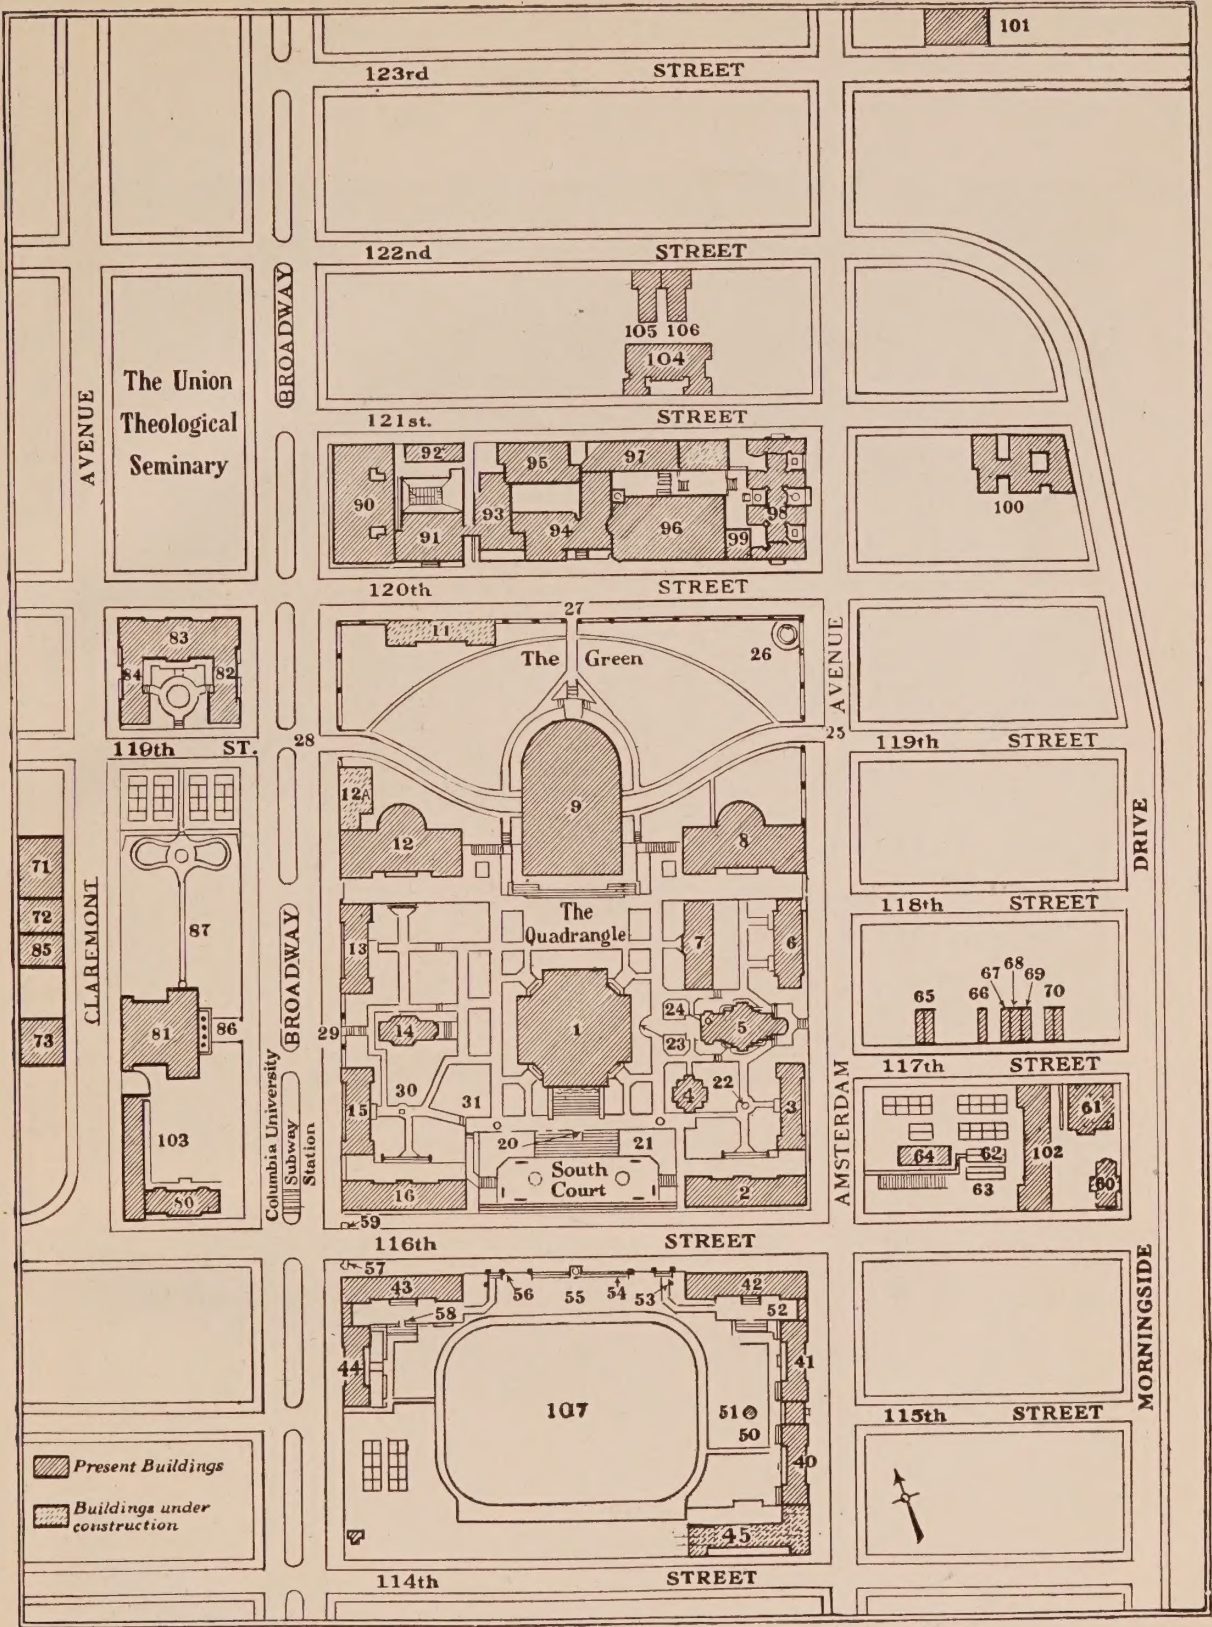 101
123rd STREET
122nd STREET
BROADWAY
105 106
104
The Union
Theological
Seminary
AVENUE
121st. STREET
92
95
97
90
91
93
94
96
98
99
100
120th STREET
27
11
The Green
26
AVENUE
83
84
82
119th ST.
28
25
119th STREET
12A
9
12
8
DRIVE
71
72
85
73
CLAREMONT
87
118th STREET
The
Quadrangle
13
7
6
BROADWAY
81
86
29
14
1
24
5
23
67 68 69
65
66
70
117th STREET
30
15
31
4
22
3
AMSTERDAM
103
80
Columbia University
Subway
Station
20
21
South
Court
16
2
61
64
62
63
102
60
59
116th STREET
57
43
56
55
54
53
42
58
52
44
41
107
51
50
40
MORNINGSIDE
115th STREET
Present Buildings
Buildings under
construction
45
114th STREET